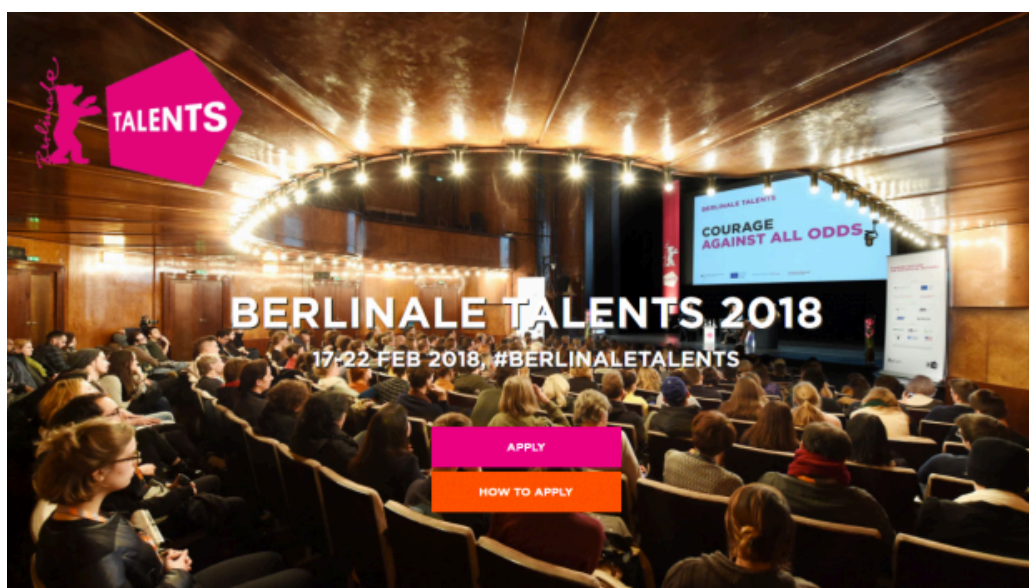 Berlinale
TALENTS
BERLINALE TALENTS
COURAGE
AGAINST ALL ODDS
BERLINALE TALENTS 2018
17-22 FEB 2018, #BERLINALETALENTS
APPLY
HOW TO APPLY